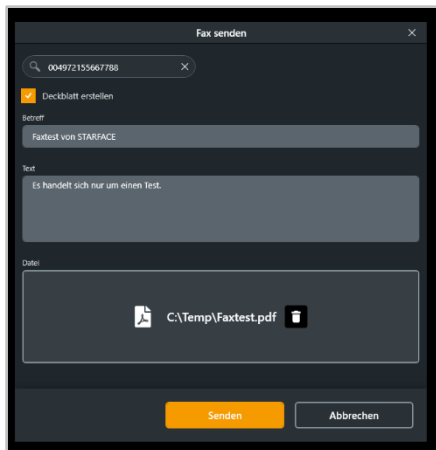 Fax senden
004972155667788
Deckblatt erstellen
Betreff
Faxtest von STARFACE
Text
Es handelt sich nur um einen Test.
Datei
C:\Temp\Faxtest.pdf
Senden
Abbrechen